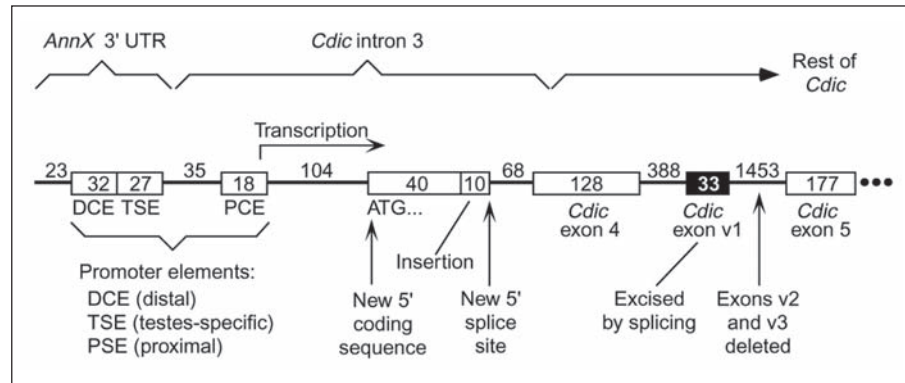 AnnX 3' UTR
Cdic intron 3
Rest of
Cdic
Transcription
23 32 27 35 18 104 40 10 68 128 388 33 1453 177
DCE TSE PCE ATG... Cdic exon 4 Cdic exon v1 Cdic exon 5
Insertion
Promoter elements:
DCE (distal)
TSE (testes-specific)
PSE (proximal)
New 5'
coding
sequence
New 5'
splice
site
Excised
by splicing
Exons v2
and v3
deleted